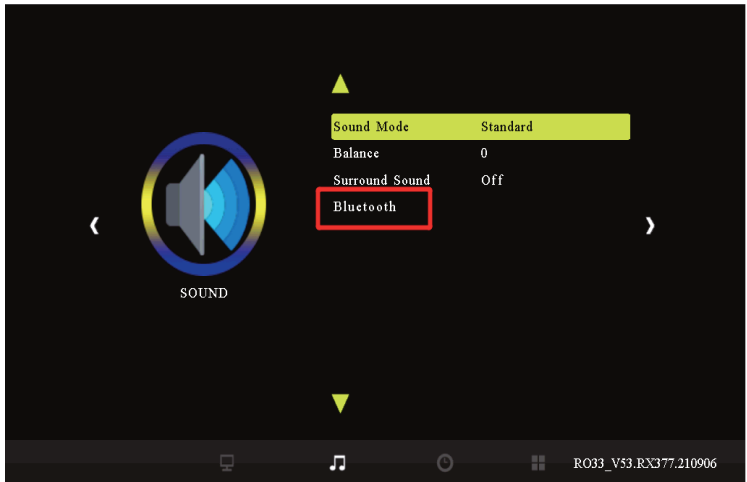 Sound Mode Standard
Balance 0
Surround Sound Off
Bluetooth
SOUND
RO33_V53.RX377.210906